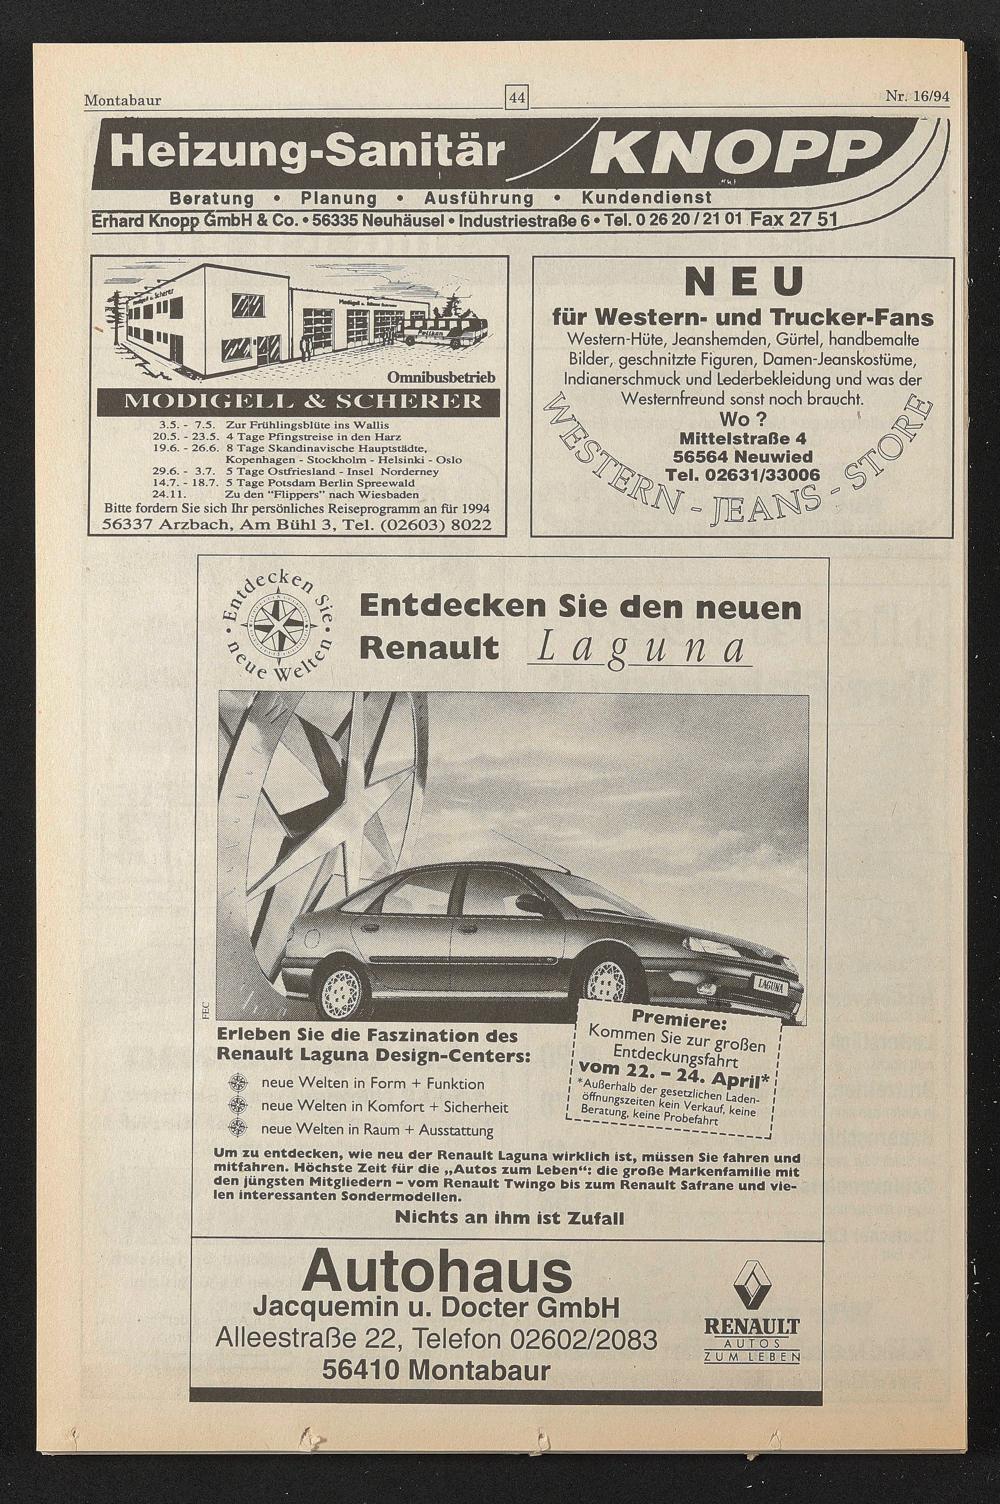 Montabaur
44
Nr. 16/94
Heizung-Sanitär KNOPP
Beratung • Planung • Ausführung • Kundendienst
Erhard Knopp GmbH & Co. • 56335 Neuhäusel • Industriestraße 6 • Tel. 0 26 20 / 21 01 Fax 27 51
Omnibusbetrieb
MODIGELL & SCHERER
3.5. - 7.5. Zur Frühlingsblüte ins Wallis
20.5. - 23.5. 4 Tage Pfingstreise in den Harz
19.6. - 26.6. 8 Tage Skandinavische Hauptstädte,
Kopenhagen - Stockholm - Helsinki - Oslo
29.6. - 3.7. 5 Tage Ostfriesland - Insel Norderney
14.7. - 18.7. 5 Tage Potsdam Berlin Spreewald
24.11. Zu den "Flippers" nach Wiesbaden
Bitte fordern Sie sich Ihr persönliches Reiseprogramm an für 1994
56337 Arzbach, Am Bühl 3, Tel. (02603) 8022
NEU
für Western- und Trucker-Fans
Western-Hüte, Jeanshemden, Gürtel, handbemalte
Bilder, geschnitzte Figuren, Damen-Jeanskostüme,
Indianerschmuck und Lederbekleidung und was der
Westernfreund sonst noch braucht.
Wo ?
Mittelstraße 4
56564 Neuwied
Tel. 02631/33006
WESTERN - JEANS - STORE
Entdecken Sie • neue Welten •
Entdecken Sie den neuen
Renault Laguna
LAGUNA
FEC
Erleben Sie die Faszination des
Renault Laguna Design-Centers:
neue Welten in Form + Funktion
neue Welten in Komfort + Sicherheit
neue Welten in Raum + Ausstattung
Premiere:
Kommen Sie zur großen
Entdeckungsfahrt
vom 22. – 24. April*
*Außerhalb der gesetzlichen Laden-
öffnungszeiten kein Verkauf, keine
Beratung, keine Probefahrt
Um zu entdecken, wie neu der Renault Laguna wirklich ist, müssen Sie fahren und
mitfahren. Höchste Zeit für die „Autos zum Leben“: die große Markenfamilie mit
den jüngsten Mitgliedern – vom Renault Twingo bis zum Renault Safrane und vie-
len interessanten Sondermodellen.
Nichts an ihm ist Zufall
Autohaus
Jacquemin u. Docter GmbH
Alleestraße 22, Telefon 02602/2083
56410 Montabaur
RENAULT
AUTOS
ZUM LEBEN